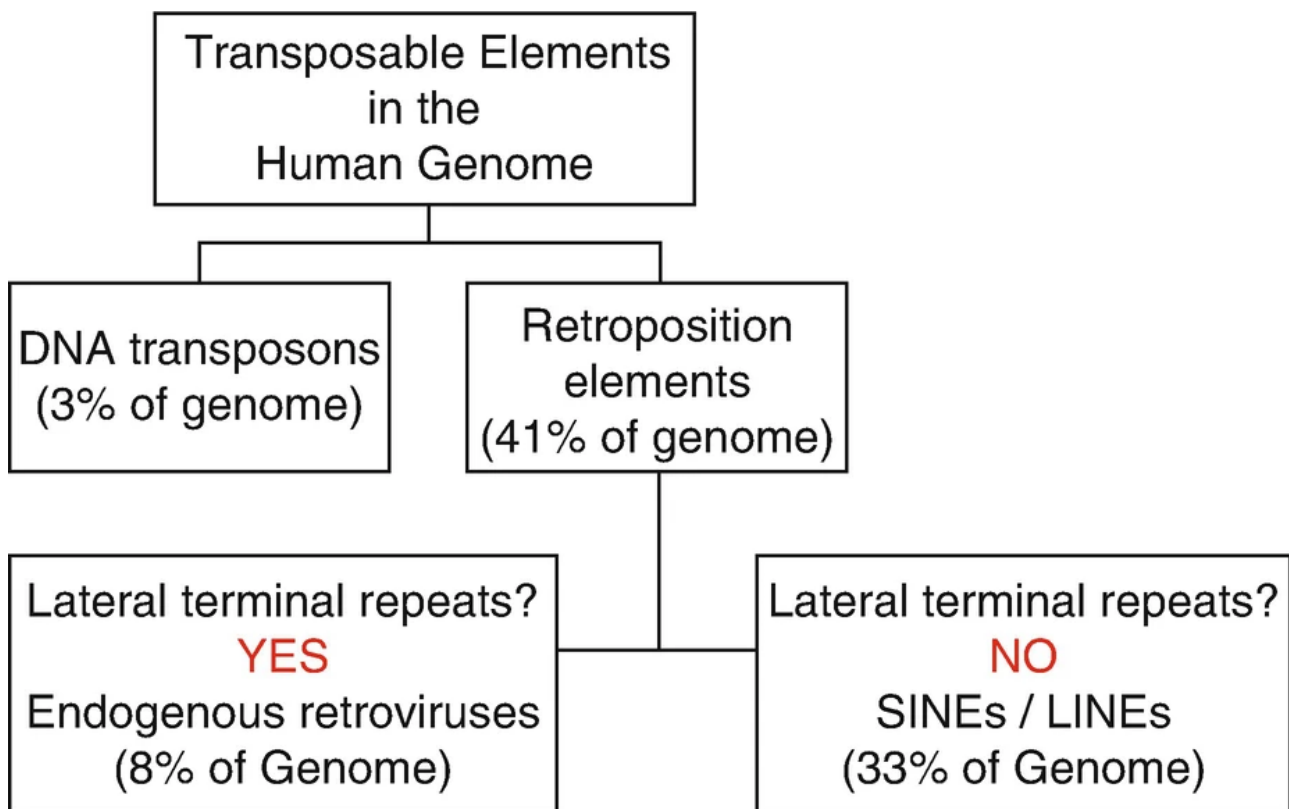 Transposable Elements
in the
Human Genome
DNA transposons
(3% of genome)
Retroposition
elements
(41% of genome)
Lateral terminal repeats?
YES
Endogenous retroviruses
(8% of Genome)
Lateral terminal repeats?
NO
SINEs / LINEs
(33% of Genome)